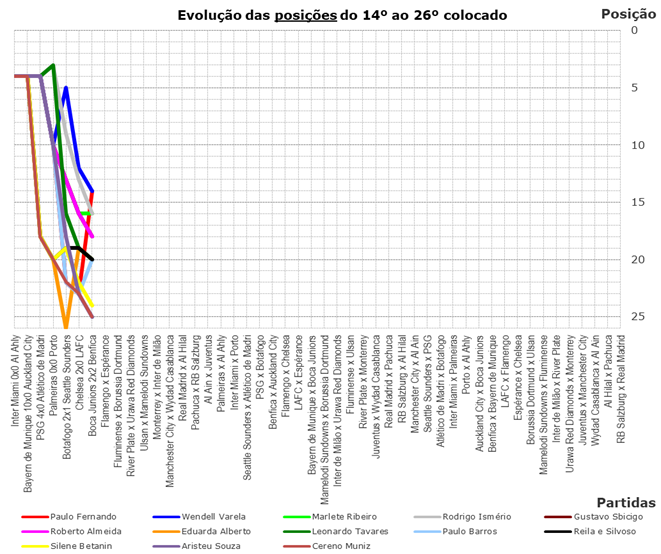 Evolução das posições do 14º ao 26º colocado
Posição
0
5
10
15
20
25
Inter Miami 0x0 Al Ahly
Bayern de Munique 10x0 Auckland City
PSG 4x0 Atlético de Madri
Palmeiras 0x0 Porto
Botafogo 2x1 Seattle Sounders
Chelsea 2x0 LAFC
Boca Juniors 2x2 Benfica
Flamengo x Espérance
Fluminense x Borussia Dortmund
River Plate x Urawa Red Diamonds
Ulsan x Mamelodi Sundowns
Monterrey x Inter de Milão
Manchester City x Wydad Casablanca
Real Madrid x Al Hilal
Pachuca x RB Salzburg
Al Ain x Juventus
Palmeiras x Al Ahly
Inter Miami x Porto
Seattle Sounders x Atlético de Madri
PSG x Botafogo
Benfica x Auckland City
Flamengo x Chelsea
LAFC x Espérance
Bayern de Munique x Boca Juniors
Mamelodi Sundowns x Borussia Dortmund
Inter de Milão x Urawa Red Diamonds
Fluminense x Ulsan
River Plate x Monterrey
Juventus x Wydad Casablanca
Real Madrid x Pachuca
RB Salzburg x Al Hilal
Manchester City x Al Ain
Seattle Sounders x PSG
Atlético de Madri x Botafogo
Inter Miami x Palmeiras
Porto x Al Ahly
Auckland City x Boca Juniors
Benfica x Bayern de Munique
LAFC x Flamengo
Espérance x Chelsea
Borussia Dortmund x Ulsan
Mamelodi Sundowns x Fluminense
Inter de Milão x River Plate
Urawa Red Diamonds x Monterrey
Juventus x Manchester City
Wydad Casablanca x Al Ain
Al Hilal x Pachuca
RB Salzburg x Real Madrid
Partidas
Paulo Fernando
Wendell Varela
Marlete Ribeiro
Rodrigo Ismério
Gustavo Sbicigo
Roberto Almeida
Eduarda Alberto
Leonardo Tavares
Paulo Barros
Reila e Silvoso
Silene Betanin
Aristeu Souza
Cereno Muniz